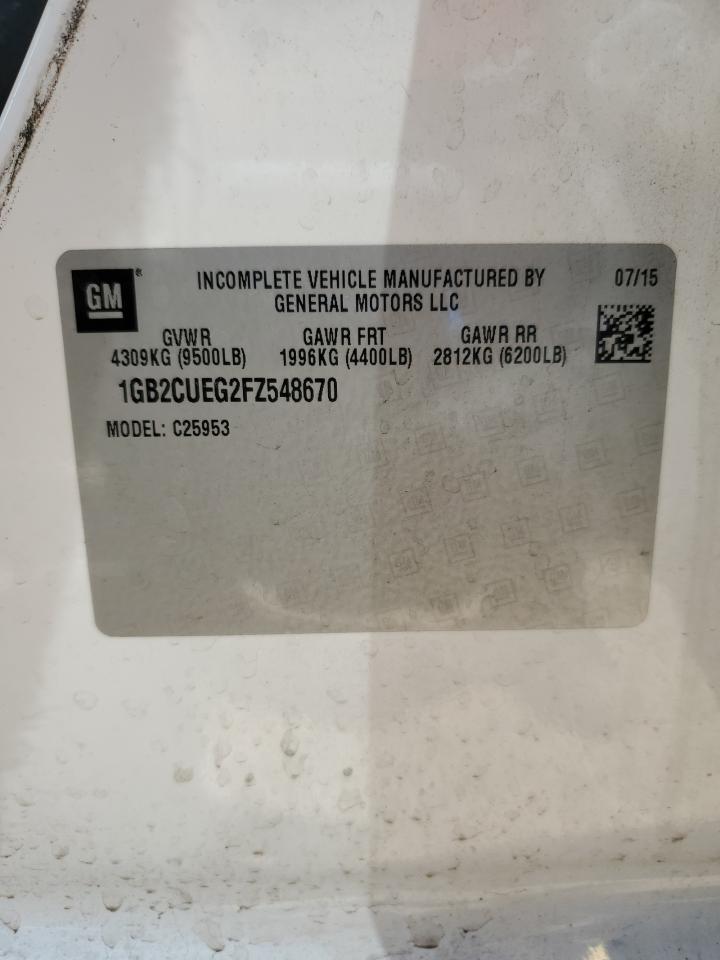 GM®
INCOMPLETE VEHICLE MANUFACTURED BY 07/15
GENERAL MOTORS LLC
GVWR GAWR FRT GAWR RR
4309KG (9500LB) 1996KG (4400LB) 2812KG (6200LB)
1GB2CUEG2FZ548670
MODEL: C25953